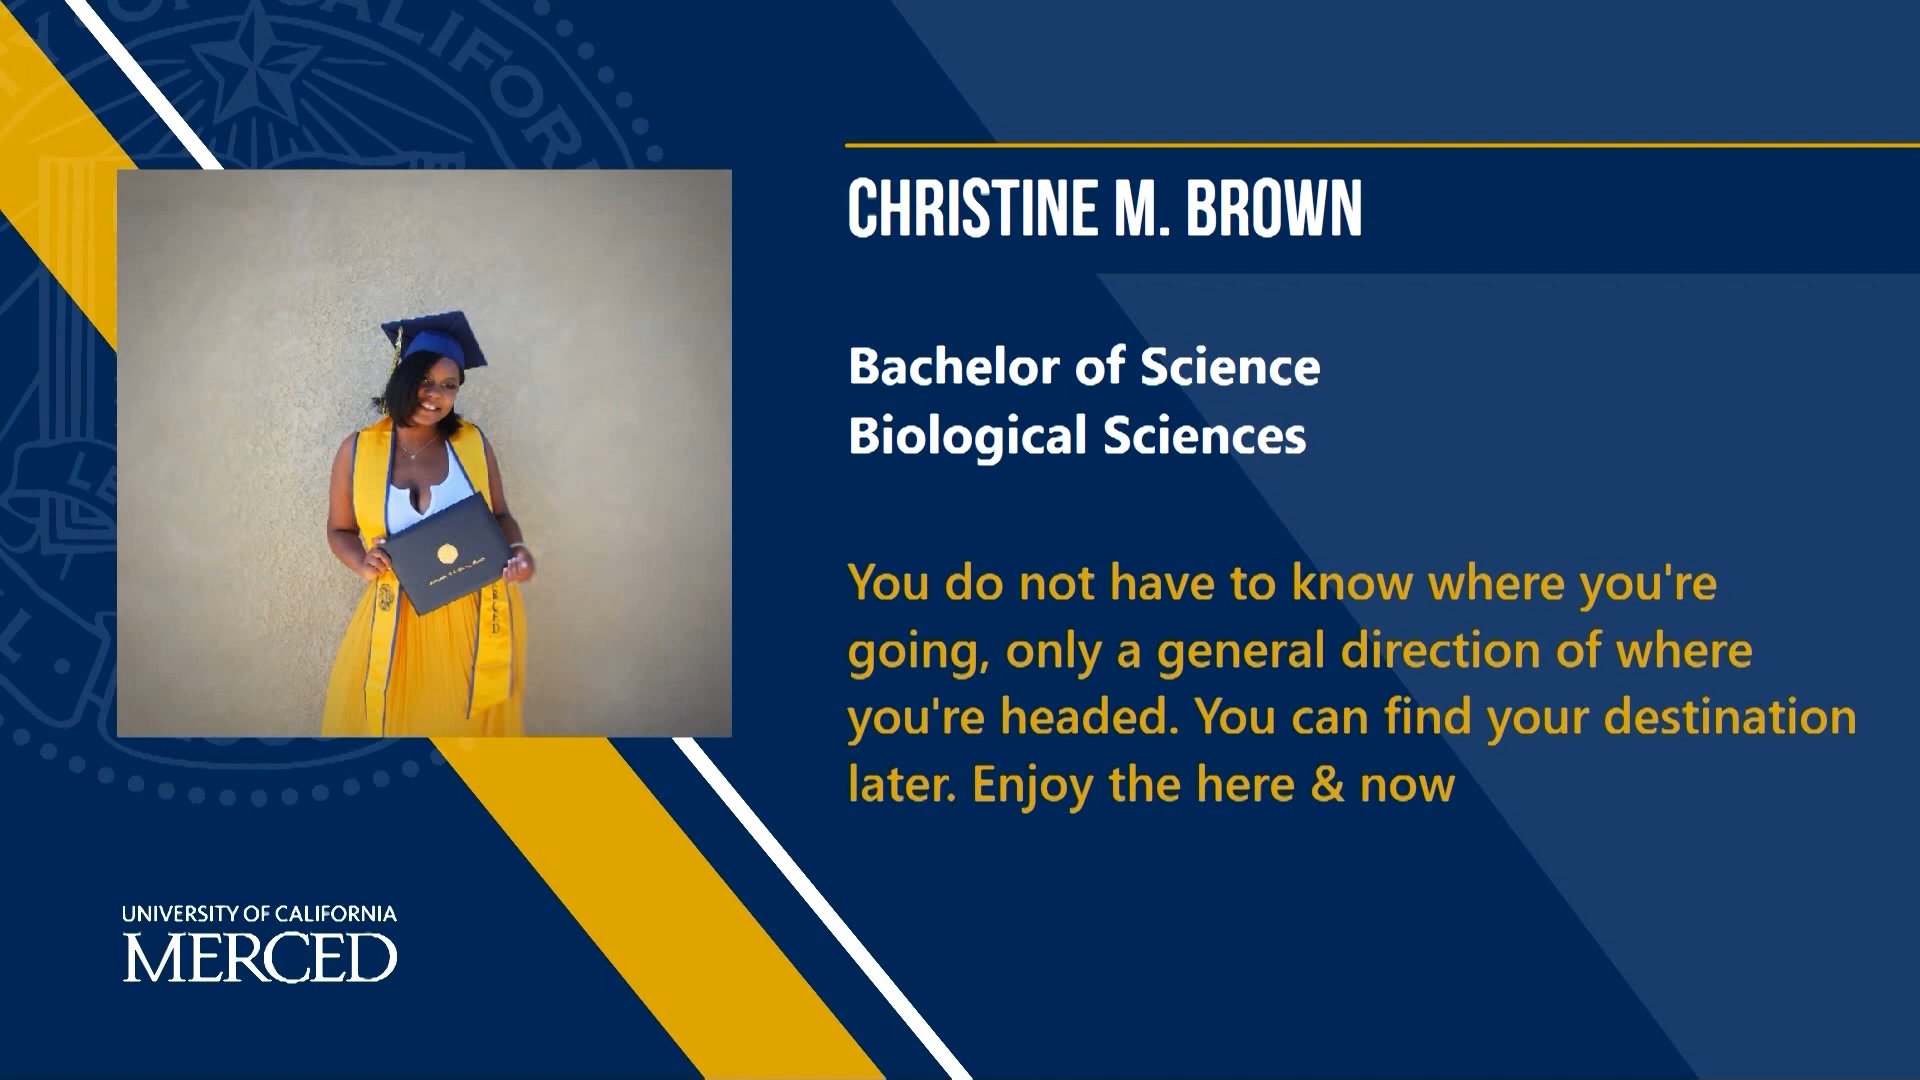 CHRISTINE M. BROWN
Bachelor of Science
Biological Sciences
You do not have to know where you're
going, only a general direction of where
you're headed. You can find your destination
later. Enjoy the here & now
UNIVERSITY OF CALIFORNIA
MERCED